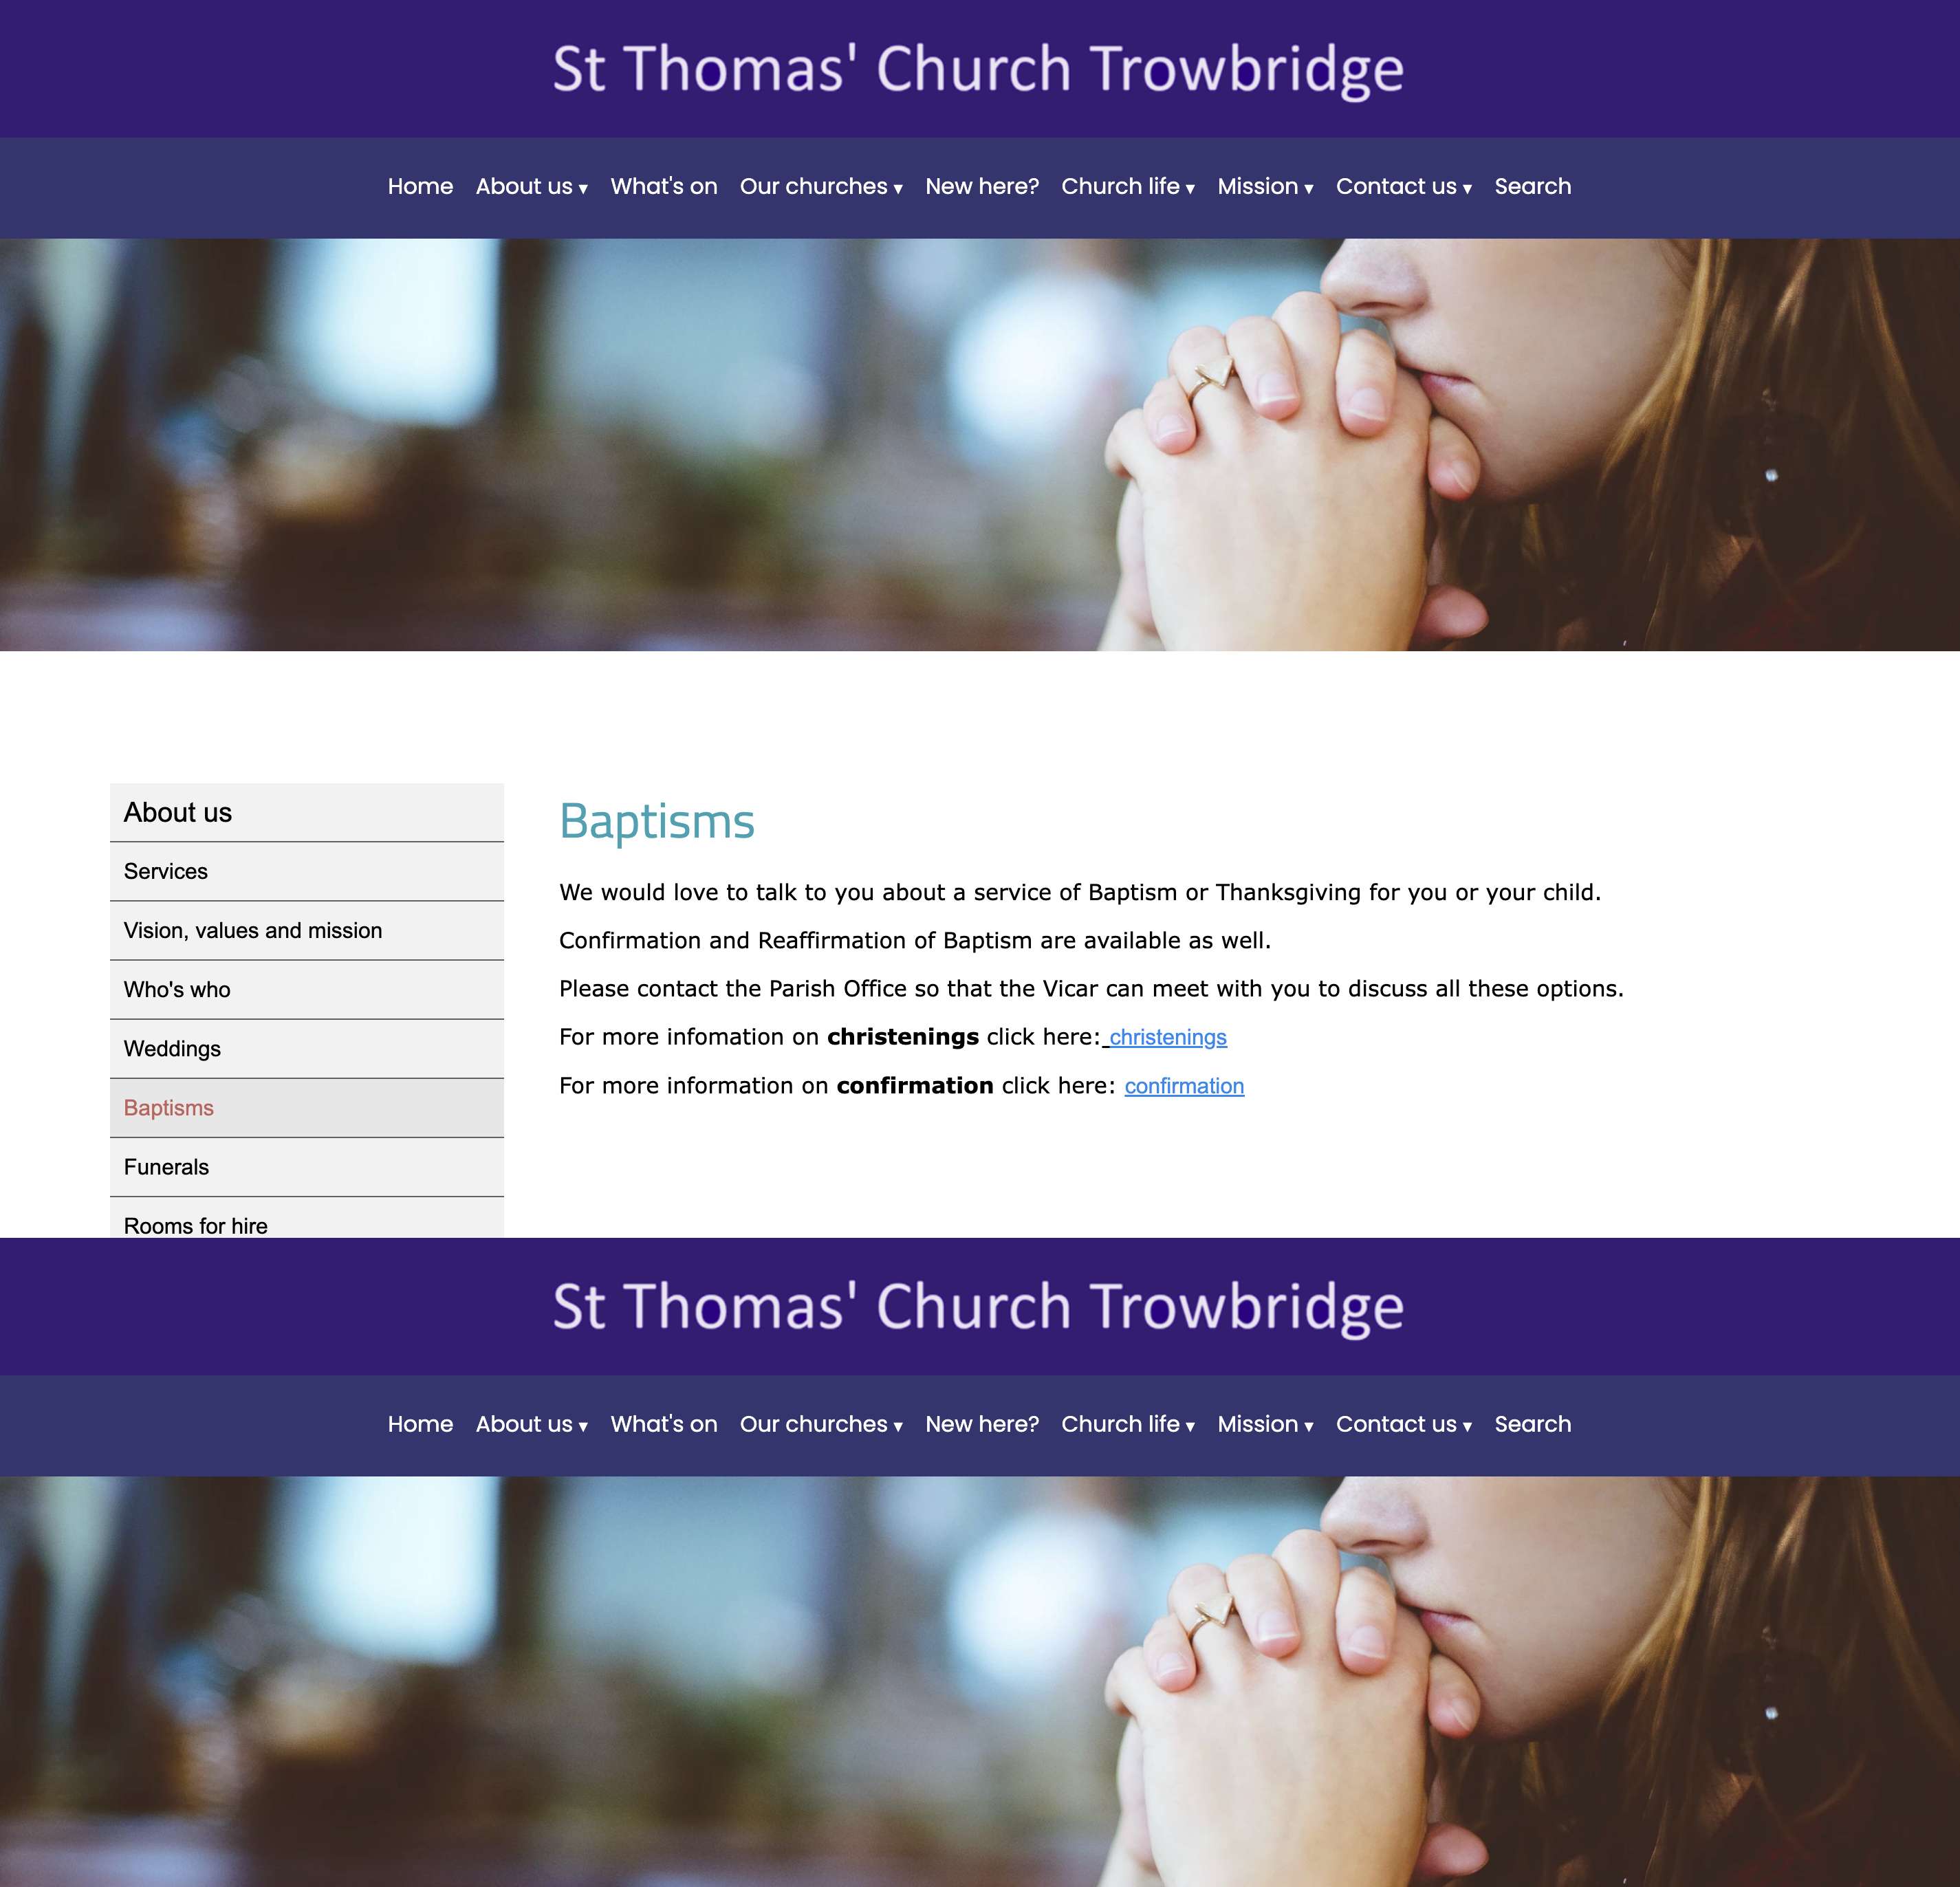 St Thomas' Church Trowbridge
Home About us ▾ What's on Our churches ▾ New here? Church life ▾ Mission ▾ Contact us ▾ Search
About us
Services
Vision, values and mission
Who's who
Weddings
Baptisms
Funerals
Rooms for hire
Baptisms
We would love to talk to you about a service of Baptism or Thanksgiving for you or your child.
Confirmation and Reaffirmation of Baptism are available as well.
Please contact the Parish Office so that the Vicar can meet with you to discuss all these options.
For more infomation on christenings click here: christenings
For more information on confirmation click here: confirmation
St Thomas' Church Trowbridge
Home About us ▾ What's on Our churches ▾ New here? Church life ▾ Mission ▾ Contact us ▾ Search